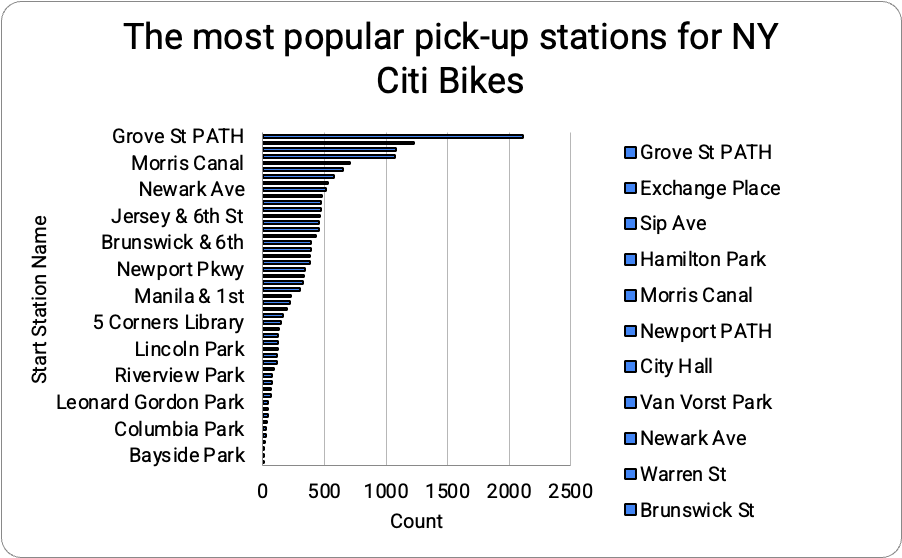 The most popular pick-up stations for NY
Citi Bikes
Start Station Name
Grove St PATH
Morris Canal
Newark Ave
Jersey & 6th St
Brunswick & 6th
Newport Pkwy
Manila & 1st
5 Corners Library
Lincoln Park
Riverview Park
Leonard Gordon Park
Columbia Park
Bayside Park
0 500 1000 1500 2000 2500
Count
Grove St PATH
Exchange Place
Sip Ave
Hamilton Park
Morris Canal
Newport PATH
City Hall
Van Vorst Park
Newark Ave
Warren St
Brunswick St